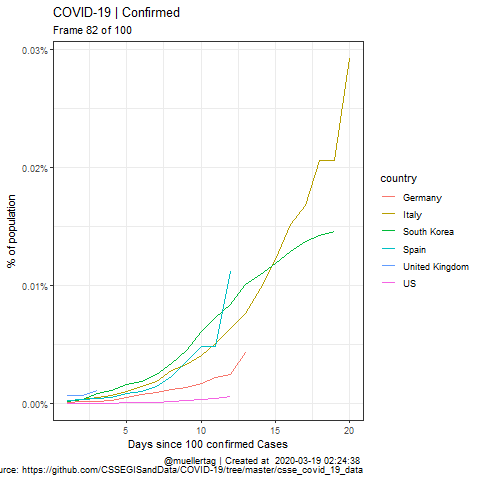 COVID-19 | Confirmed
Frame 82 of 100
0.03%
0.02%
0.01%
0.00%
% of population
5
10
15
20
Days since 100 confirmed Cases
country
Germany
Italy
South Korea
Spain
United Kingdom
US
@muellertag | Created at 2020-03-19 02:24:38
urce: https://github.com/CSSEGISandData/COVID-19/tree/master/csse_covid_19_data